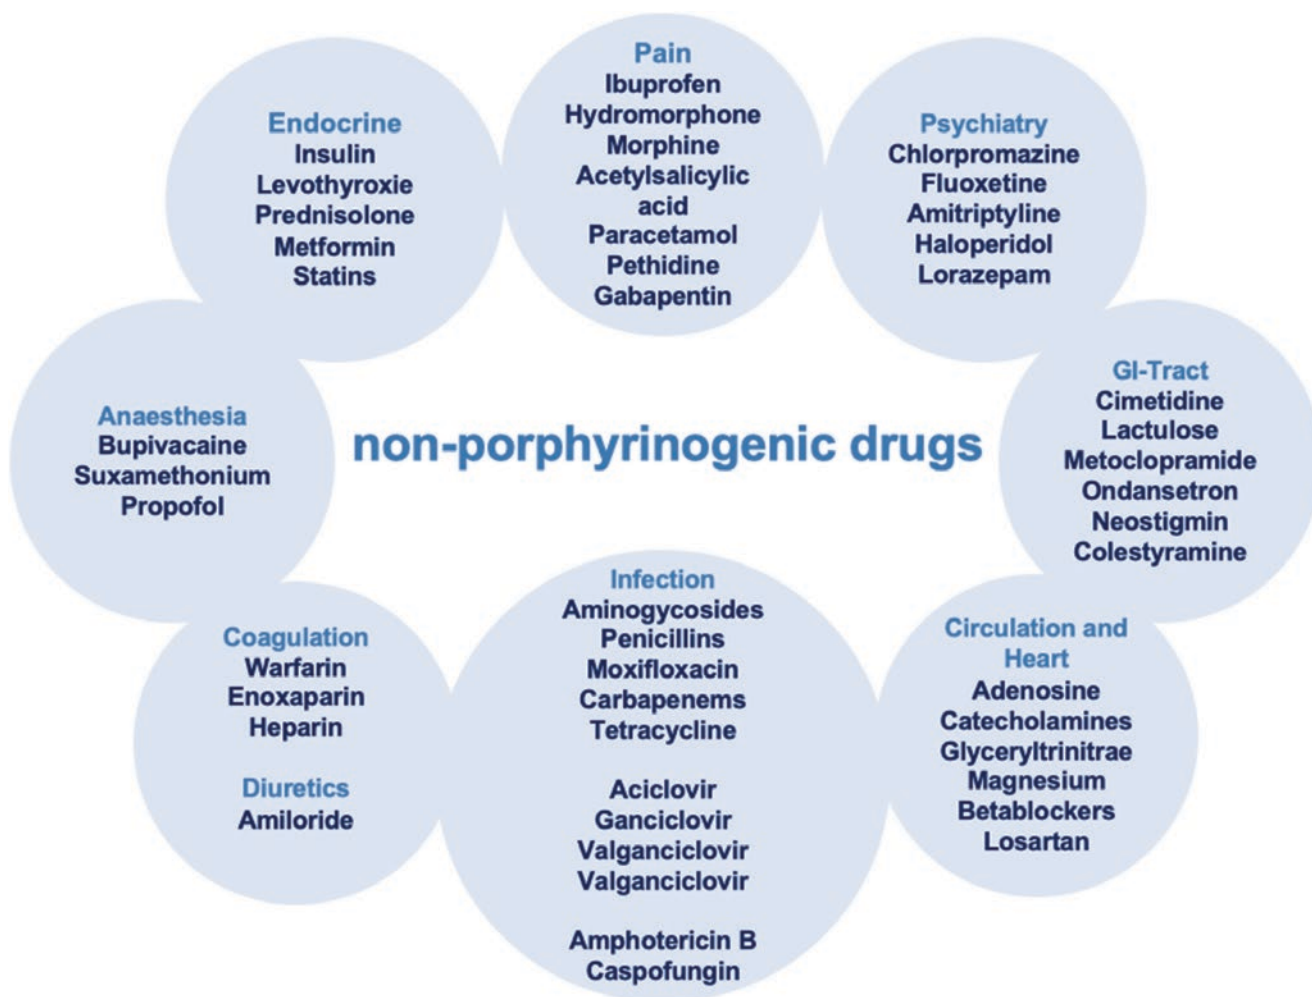 Pain
Ibuprofen
Hydromorphone
Morphine
Acetylsalicylic
acid
Paracetamol
Pethidine
Gabapentin
Endocrine
Insulin
Levothyroxie
Prednisolone
Metformin
Statins
Psychiatry
Chlorpromazine
Fluoxetine
Amitriptyline
Haloperidol
Lorazepam
Anaesthesia
Bupivacaine
Suxamethonium
Propofol
non-porphyrinogenic drugs
GI-Tract
Cimetidine
Lactulose
Metoclopramide
Ondansetron
Neostigmin
Colestyramine
Coagulation
Warfarin
Enoxaparin
Heparin
Diuretics
Amiloride
Infection
Aminogycosides
Penicillins
Moxifloxacin
Carbapenems
Tetracycline
Aciclovir
Ganciclovir
Valganciclovir
Valganciclovir
Amphotericin B
Caspofungin
Circulation and
Heart
Adenosine
Catecholamines
Glyceryltrinitrae
Magnesium
Betablockers
Losartan